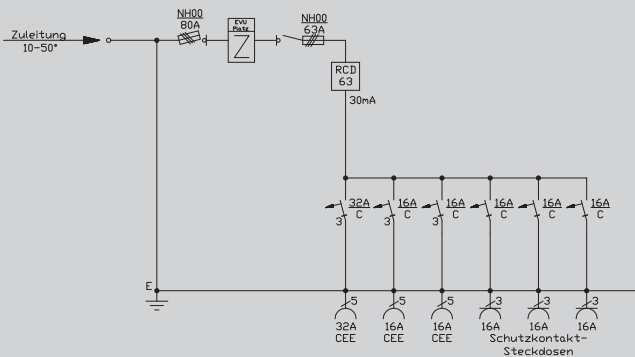 Zuleitung
10-50°
NH00
80A
EVU
Platz
Z
NH00
63A
RCD
63
30mA
32A 16A 16A 16A 16A 16A
C C C C C C
3 3 3
E
5 5 5 3 3 3
32A 16A 16A 16A 16A 16A
CEE CEE CEE Schutzkontakt-
Steckdosen